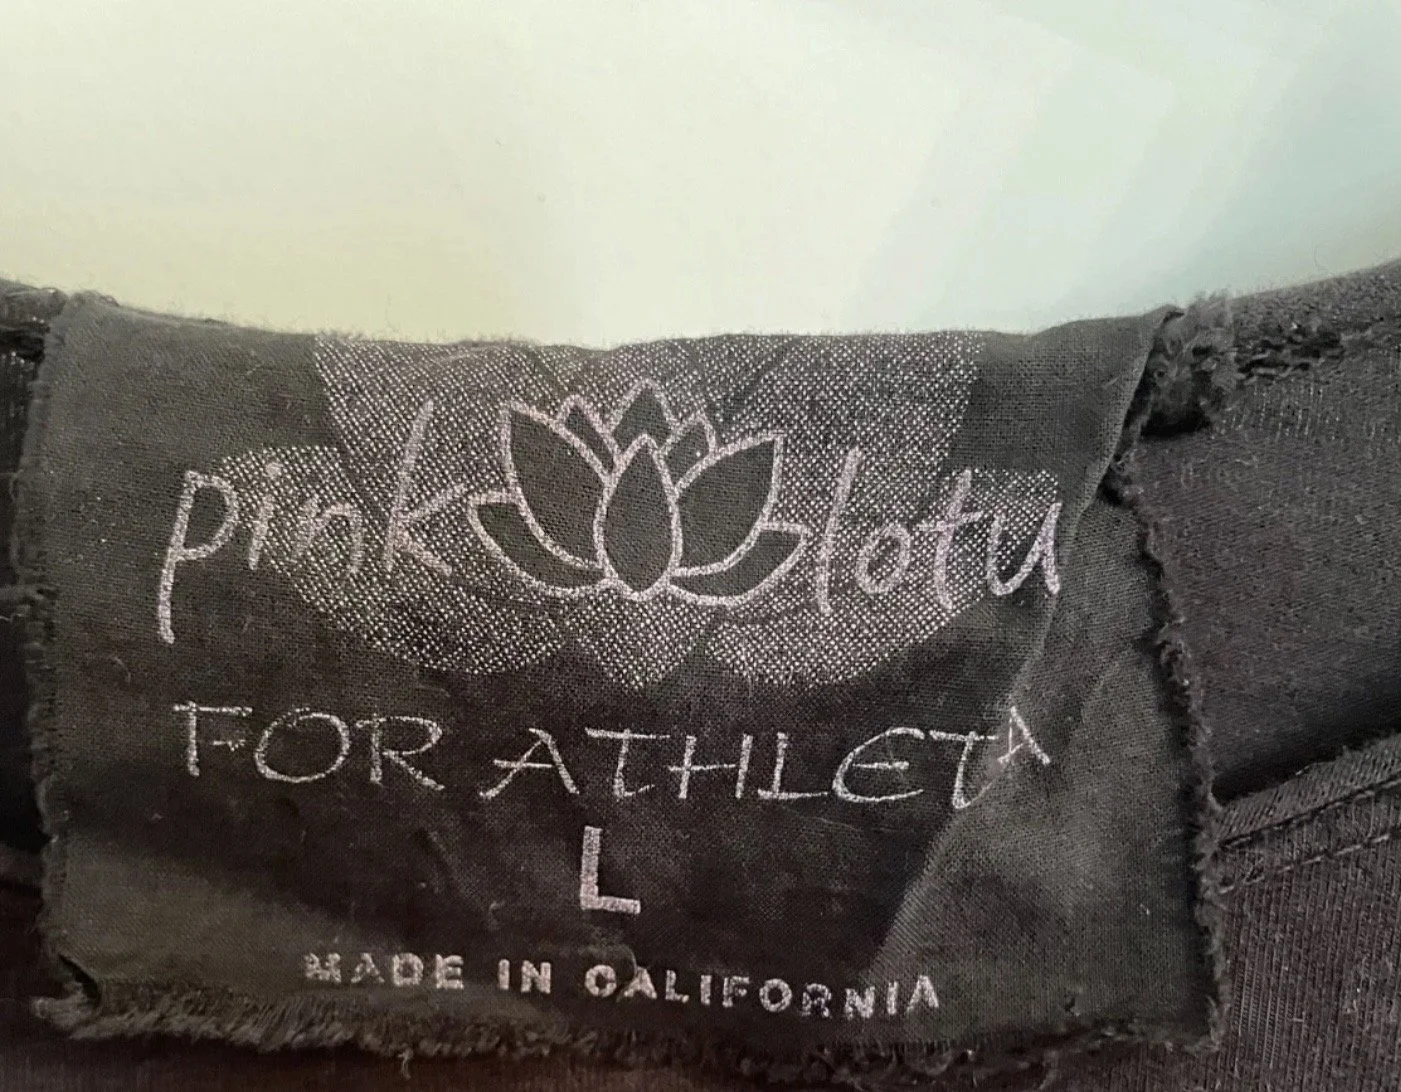 pink lotu
FOR ATHLETA
L
MADE IN CALIFORNIA